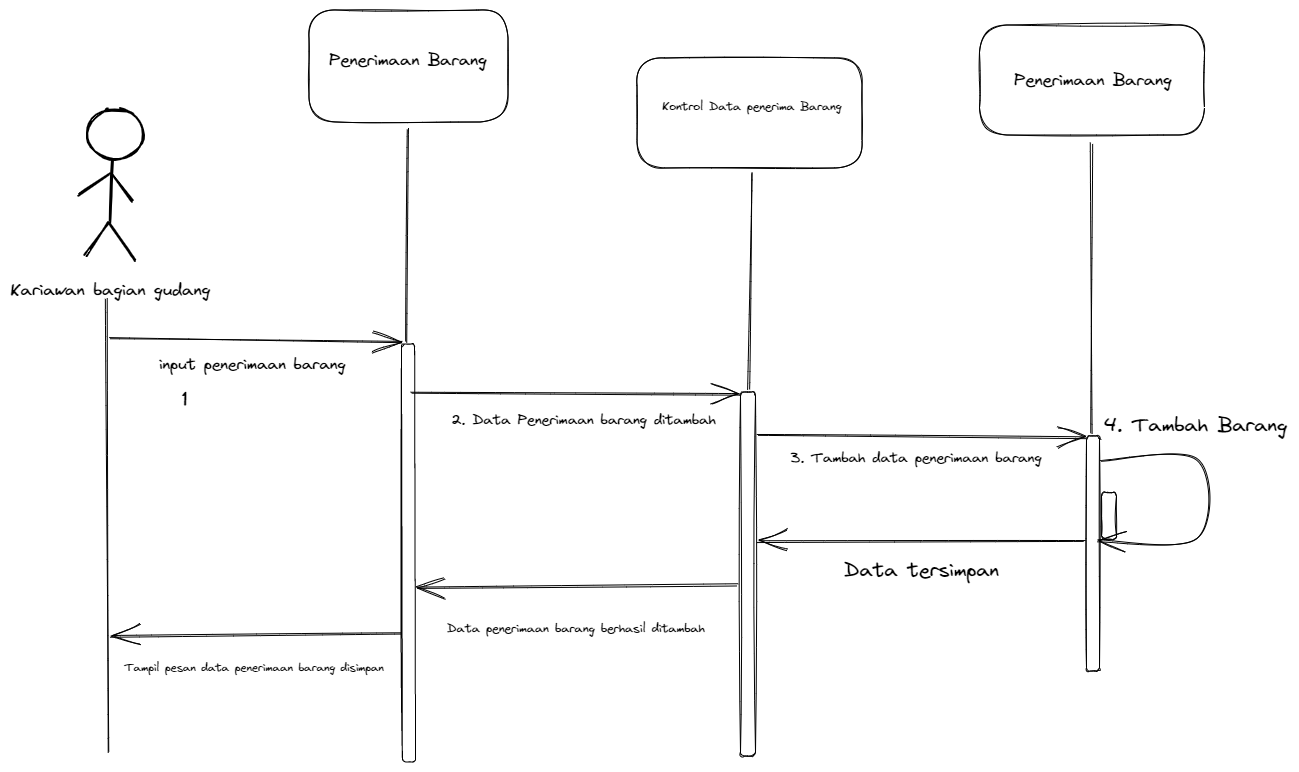 Penerimaan Barang
Kontrol Data penerima Barang
Penerimaan Barang
Kariawan bagian gudang
input penerimaan barang
1
2. Data Penerimaan barang ditambah
3. Tambah data penerimaan barang
4. Tambah Barang
Data tersimpan
Data penerimaan barang berhasil ditambah
Tampil pesan data penerimaan barang disimpan